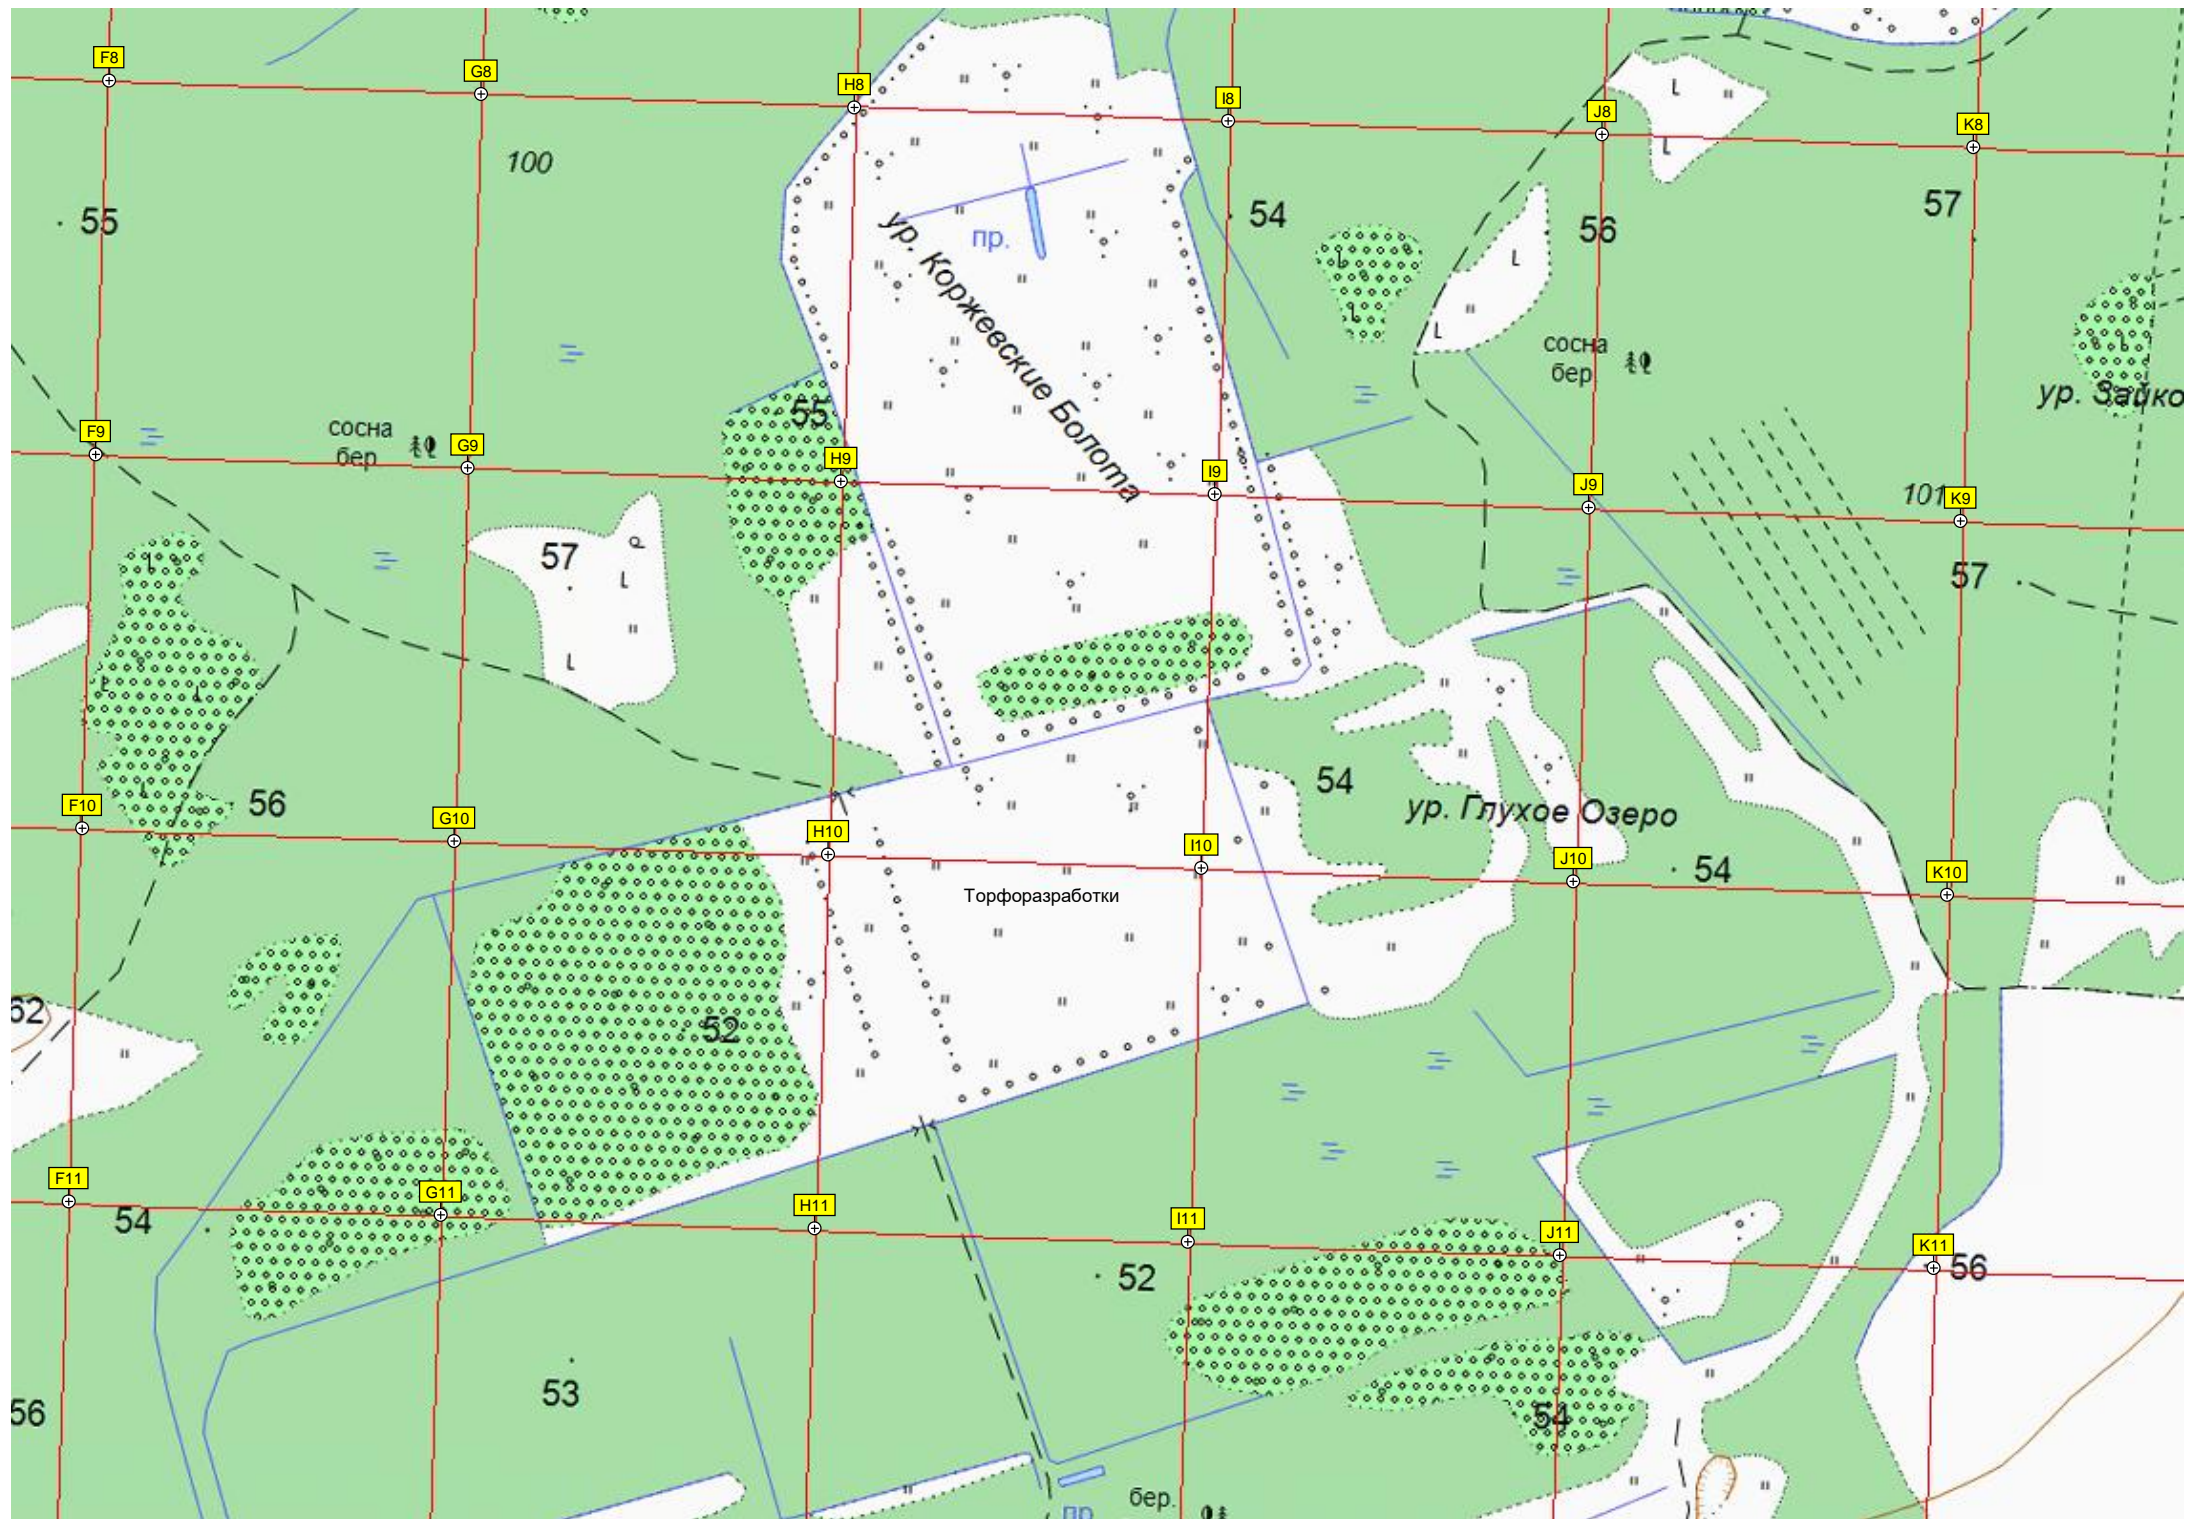 F8
G8
H8
I8
J8
K8
100
55
54
56
57
пр.
ур. Коржевские Болота
сосна
бер.
ур. Зайко
55
сосна
бер.
F9
G9
H9
I9
J9
101
K9
57
57
54
ур. Глухое Озеро
56
F10
G10
H10
I10
J10
54
K10
Торфоразработки
62
52
F11
G11
H11
I11
J11
K11
54
52
56
53
56
54
бер.
пр